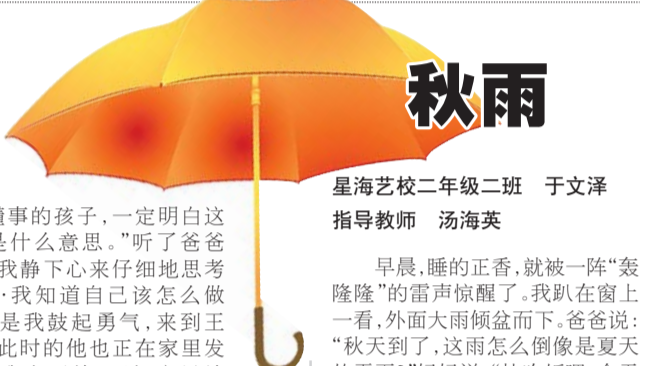 秋雨
星海艺校二年级二班 于文泽
指导教师 汤海英
事的孩子,一定明白这
是什么意思。”听了爸爸
我静下心来仔细地思考
·我知道自己该怎么做
是我鼓起勇气,来到王
此时的他也正在家里发
早晨,睡的正香,就被一阵“轰
隆隆”的雷声惊醒了。我趴在窗上
一看,外面大雨倾盆而下。爸爸说:
“秋天到了,这雨怎么倒像是夏天